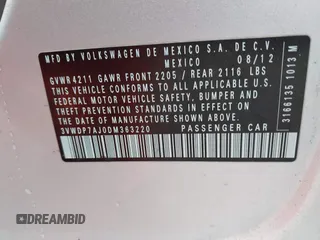 MFD.BY VOLKSWAGEN DE MEXICO S.A. DE C.V.
MEXICO 08/12
GVWR4211 GAWR FRONT 2205 / REAR 2116 LBS
THIS VEHICLE CONFORMS TO ALL APPLICABLE U.S.
FEDERAL MOTOR VEHICLE SAFETY, BUMPER AND
THEFT PREVENTION STANDARDS IN EFFECT ON THE
DATE OF MANUFACTURE SHOWN ABOVE.
3VWDP7AJ0DM363220 PASSENGER CAR
3166135 1013 M
DREAMBID